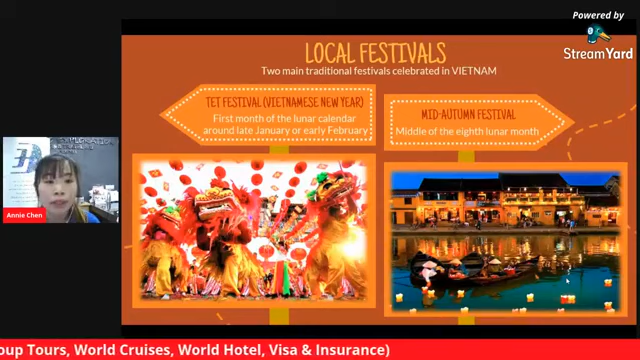 Powered by
StreamYard
LOCAL FESTIVALS
Two main traditional festivals celebrated in VIETNAM
TET FESTIVAL (VIETNAMESE NEW YEAR)
First month of the lunar calendar
around late January or early February
MID-AUTUMN FESTIVAL
Middle of the eighth lunar month
Annie Chen
oup Tours, World Cruises, World Hotel, Visa & Insurance)